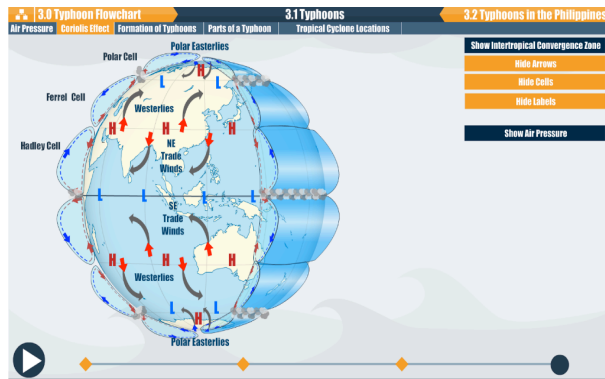 3.0 Typhoon Flowchart
3.1 Typhoons
3.2 Typhoons in the Philippines
Air Pressure
Coriolis Effect
Formation of Typhoons
Parts of a Typhoon
Tropical Cyclone Locations
Polar Easterlies
Polar Cell
H
L
L
Ferrel Cell
Westerlies
H
H
H
Hadley Cell
NE
Trade
Winds
L
L
L
L
SE
Trade
Winds
H
H
H
Westerlies
L
L
H
Polar Easterlies
Show Intertropical Convergence Zone
Hide Arrows
Hide Cells
Hide Labels
Show Air Pressure